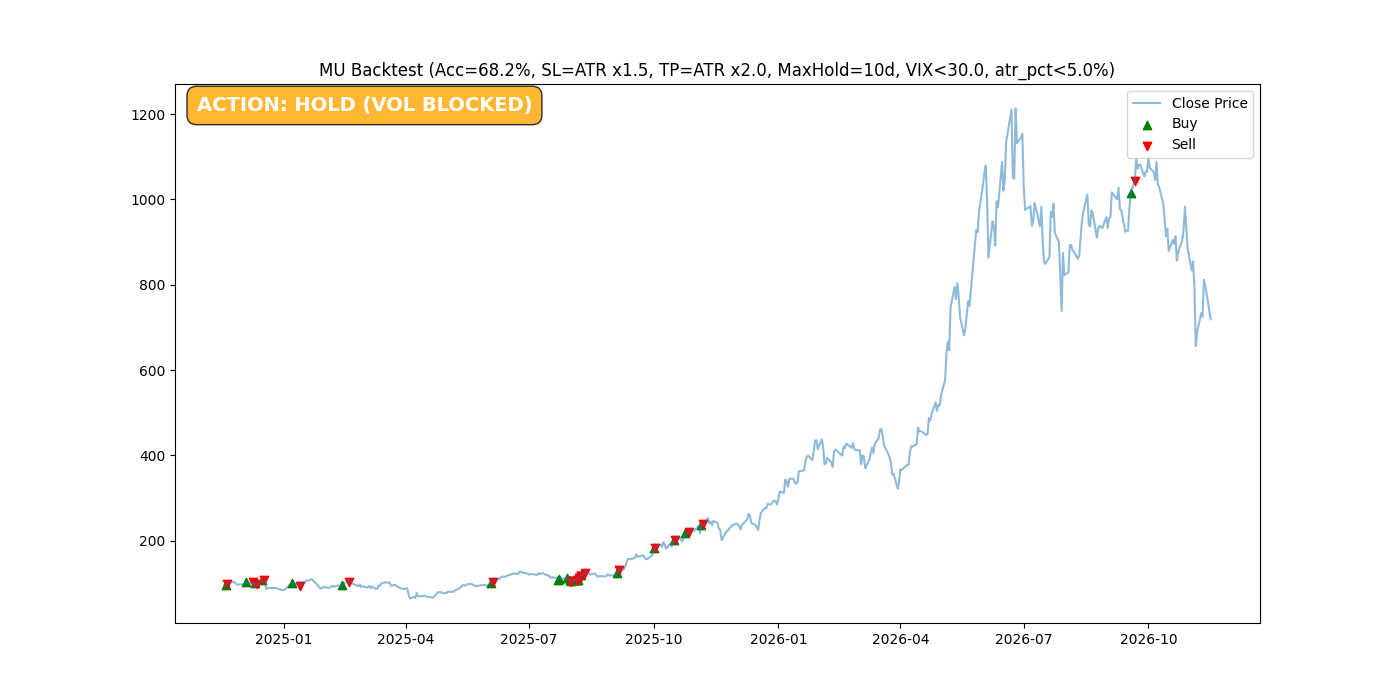 MU Backtest (Acc=68.2%, SL=ATR x1.5, TP=ATR x2.0, MaxHold=10d, VIX<30.0, atr_pct<5.0%)
ACTION: HOLD (VOL BLOCKED)
Close Price
Buy
Sell
1200
1000
800
600
400
200
2025-01 2025-04 2025-07 2025-10 2026-01 2026-04 2026-07 2026-10